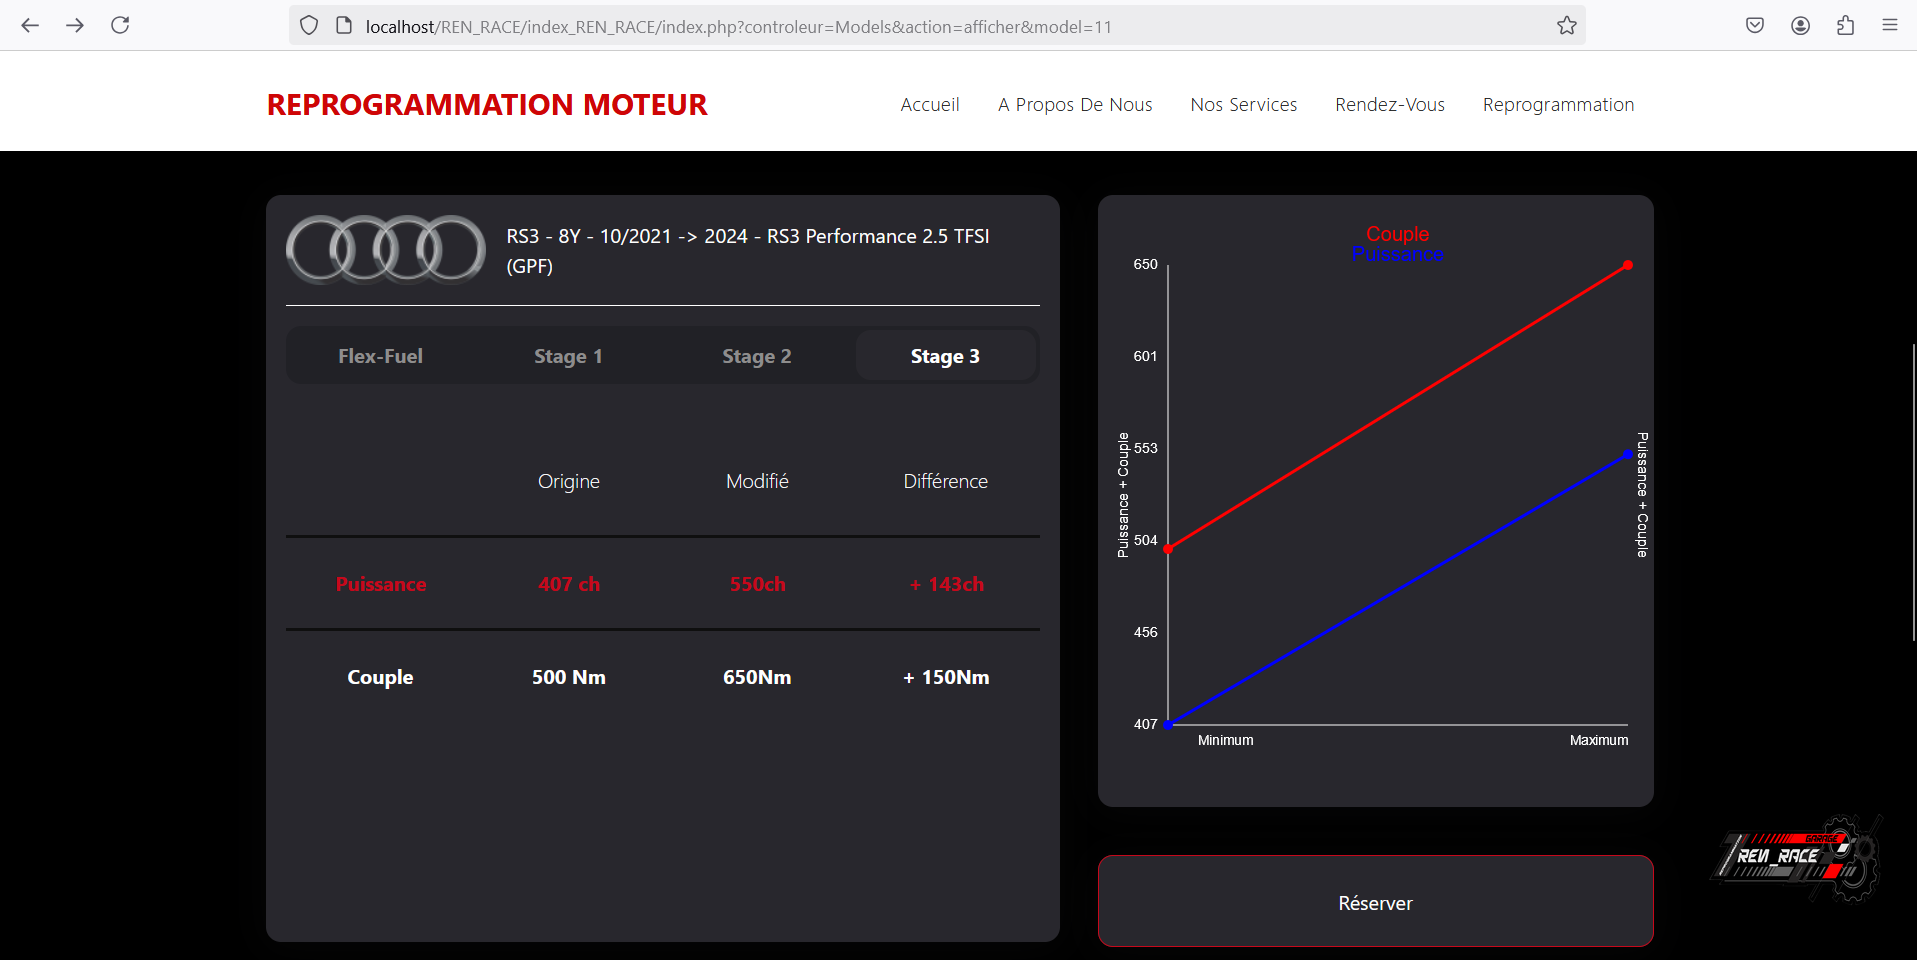 localhost/REN_RACE/index_REN_RACE/index.php?controleur=Models&action=afficher&model=11
REPROGRAMMATION MOTEUR
Accueil
A Propos De Nous
Nos Services
Rendez-Vous
Reprogrammation
RS3 - 8Y - 10/2021 -> 2024 - RS3 Performance 2.5 TFSI
(GPF)
Flex-Fuel
Stage 1
Stage 2
Stage 3
Origine
Modifié
Différence
Puissance
407 ch
550ch
+ 143ch
Couple
500 Nm
650Nm
+ 150Nm
Couple
Puissance
650
601
553
504
456
407
Puissance + Couple
Puissance + Couple
Minimum
Maximum
Réserver
GARAGE
REN_RACE